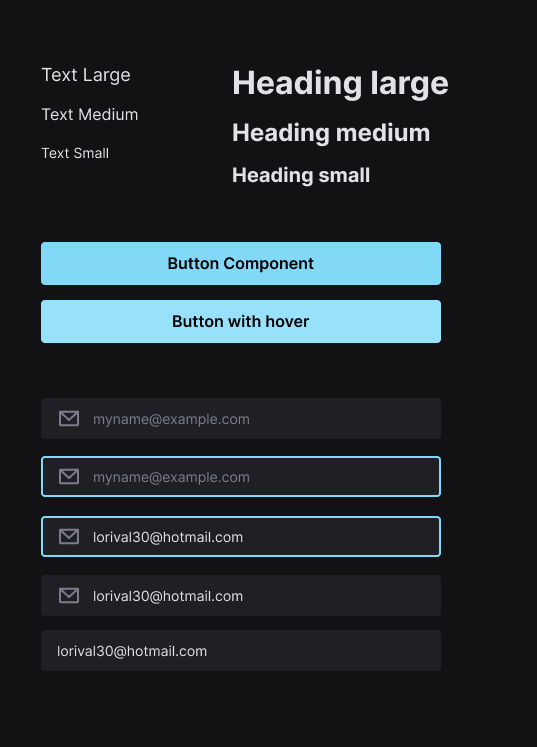 Text Large
Text Medium
Text Small
Heading large
Heading medium
Heading small
Button Component
Button with hover
myname@example.com
myname@example.com
lorival30@hotmail.com
lorival30@hotmail.com
lorival30@hotmail.com